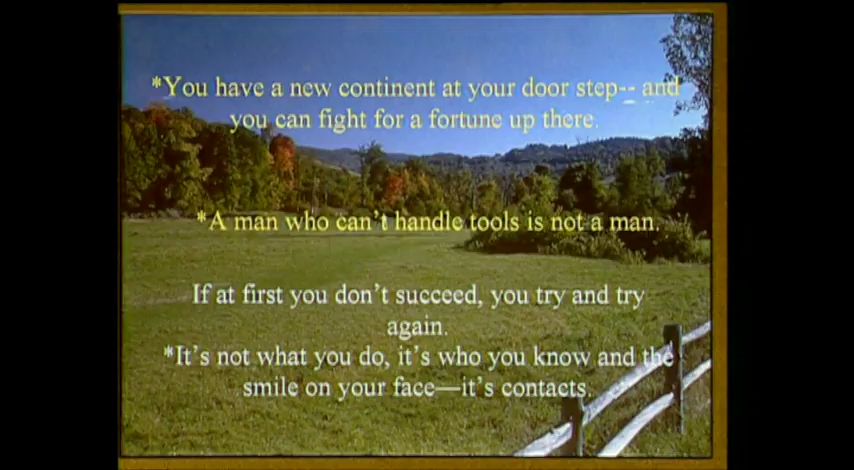 *You have a new continent at your door step-- and
you can fight for a fortune up there.
*A man who can't handle tools is not a man.
If at first you don't succeed, you try and try
again.
*It's not what you do, it's who you know and the
smile on your face—it's contacts.